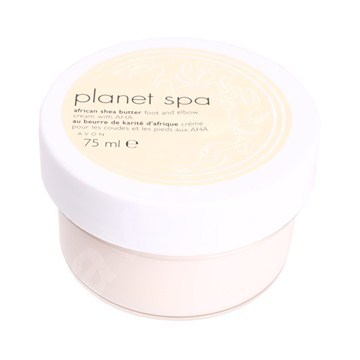 planet spa
african shea butter foot and elbow
cream with AHA
au beurre de karité d'afrique crème
pour les coudes et les pieds aux AHA
AVON
75 ml e